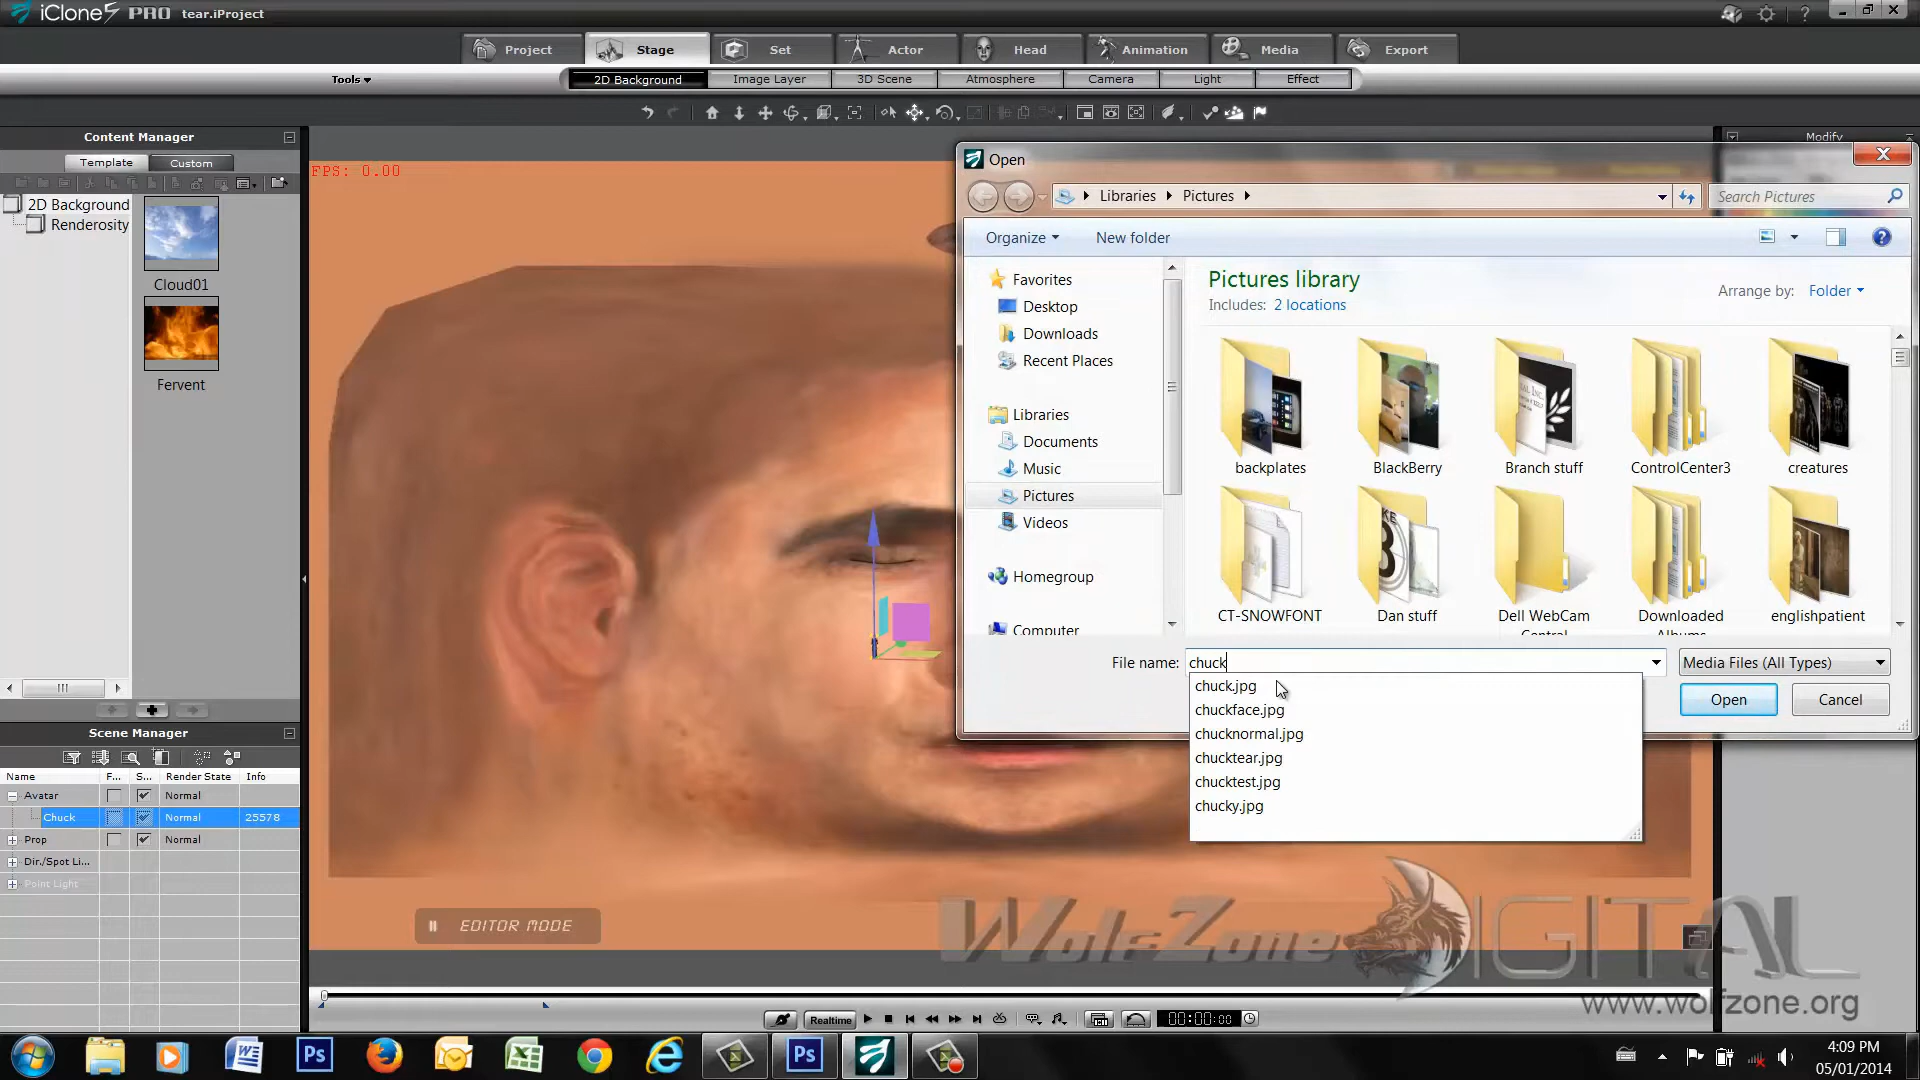 iClone5 PRO tear.iProject
Project Stage Set Actor Head Animation Media Export
Tools
2D Background Image Layer 3D Scene Atmosphere Camera Light Effect
Content Manager
Template Custom
2D Background
Renderosity
Cloud01
Fervent
FPS: 0.00
Modify
Open
Libraries Pictures
Search Pictures
Organize New folder
Favorites
Desktop
Downloads
Recent Places
Libraries
Documents
Music
Pictures
Videos
Homegroup
Computer
Pictures library
Includes: 2 locations
Arrange by: Folder
backplates BlackBerry Branch stuff ControlCenter3 creatures
CT-SNOWFONT Dan stuff Dell WebCam Central Downloaded Albums englishpatient
File name: chuck Media Files (All Types)
chuck.jpg
chuckface.jpg
chucknormal.jpg
chucktear.jpg
chucktest.jpg
chucky.jpg
Open Cancel
Scene Manager
Name F... S... Render State Info
Avatar Normal
Chuck Normal 25578
Prop Normal
Dir./Spot Li...
Point Light
EDITOR MODE
WolfZone DIGITAL
www.wolfzone.org
Realtime 00:00:00
4:09 PM
05/01/2014